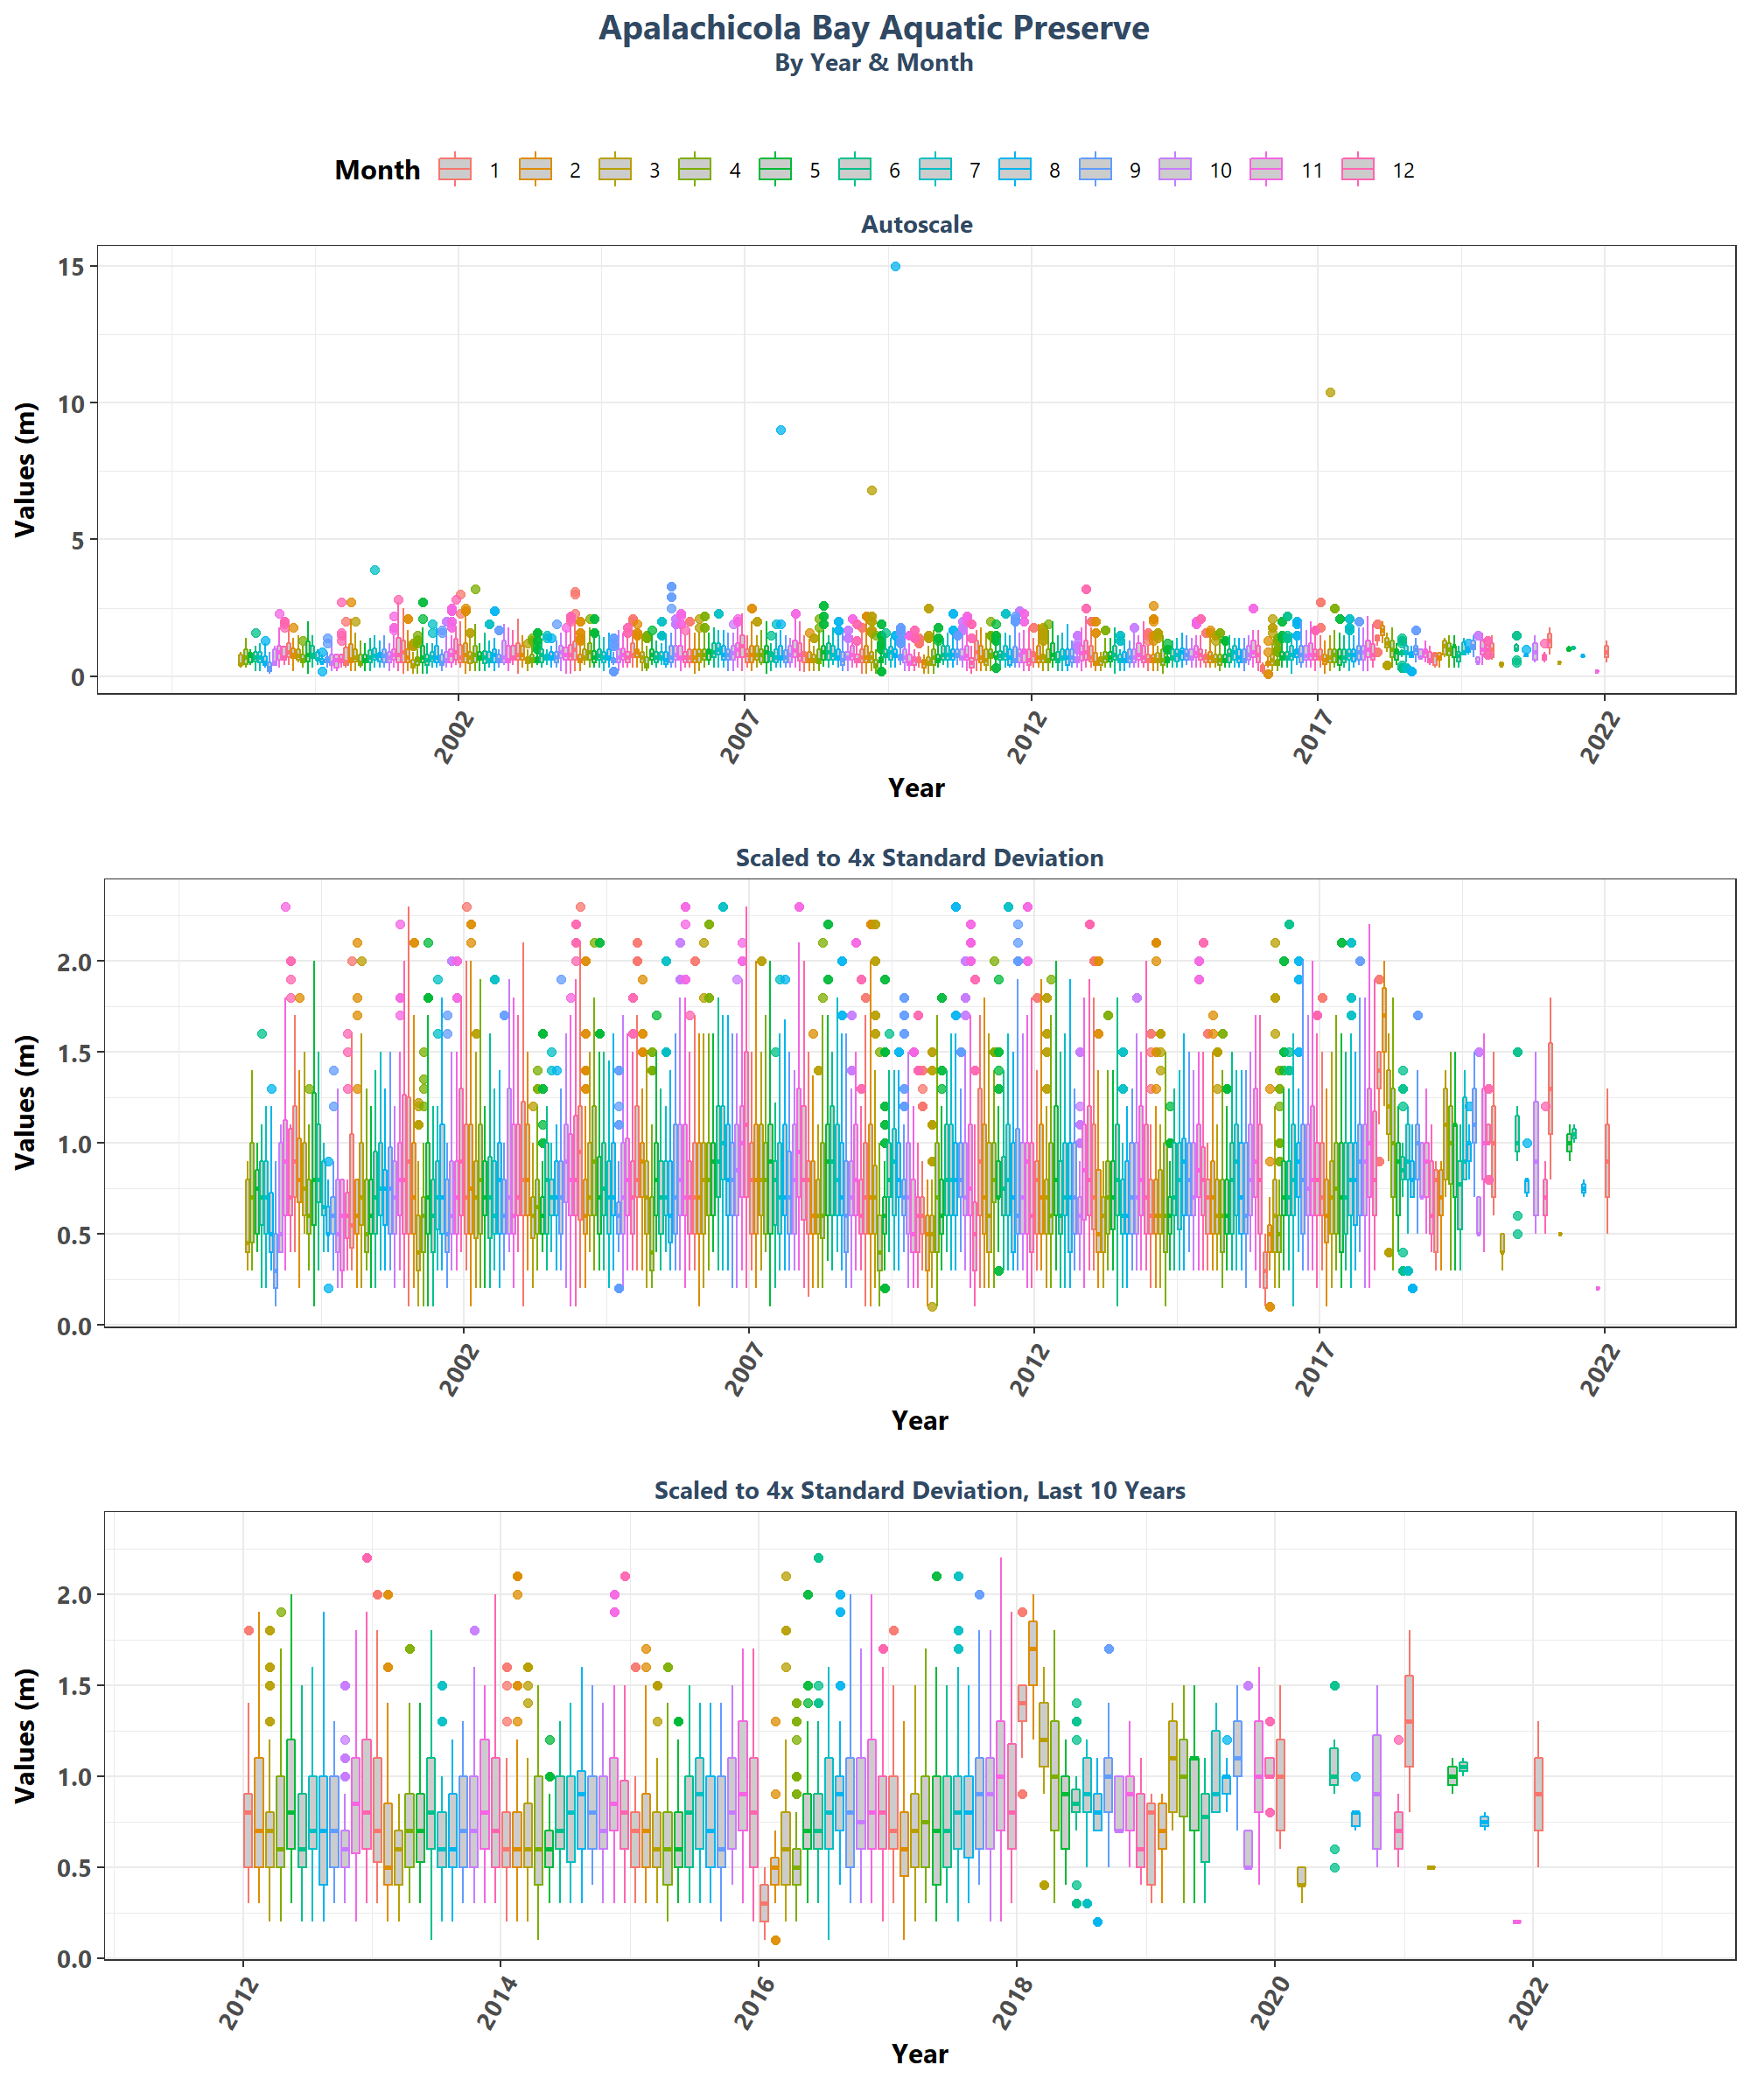 Apalachicola Bay Aquatic Preserve
By Year & Month
Month 1 2 3 4 5 6 7 8 9 10 11 12
Autoscale
Values (m)
15
10
5
0
2002 2007 2012 2017 2022
Year
Scaled to 4x Standard Deviation
Values (m)
2.0
1.5
1.0
0.5
0.0
2002 2007 2012 2017 2022
Year
Scaled to 4x Standard Deviation, Last 10 Years
Values (m)
2.0
1.5
1.0
0.5
0.0
2012 2014 2016 2018 2020 2022
Year